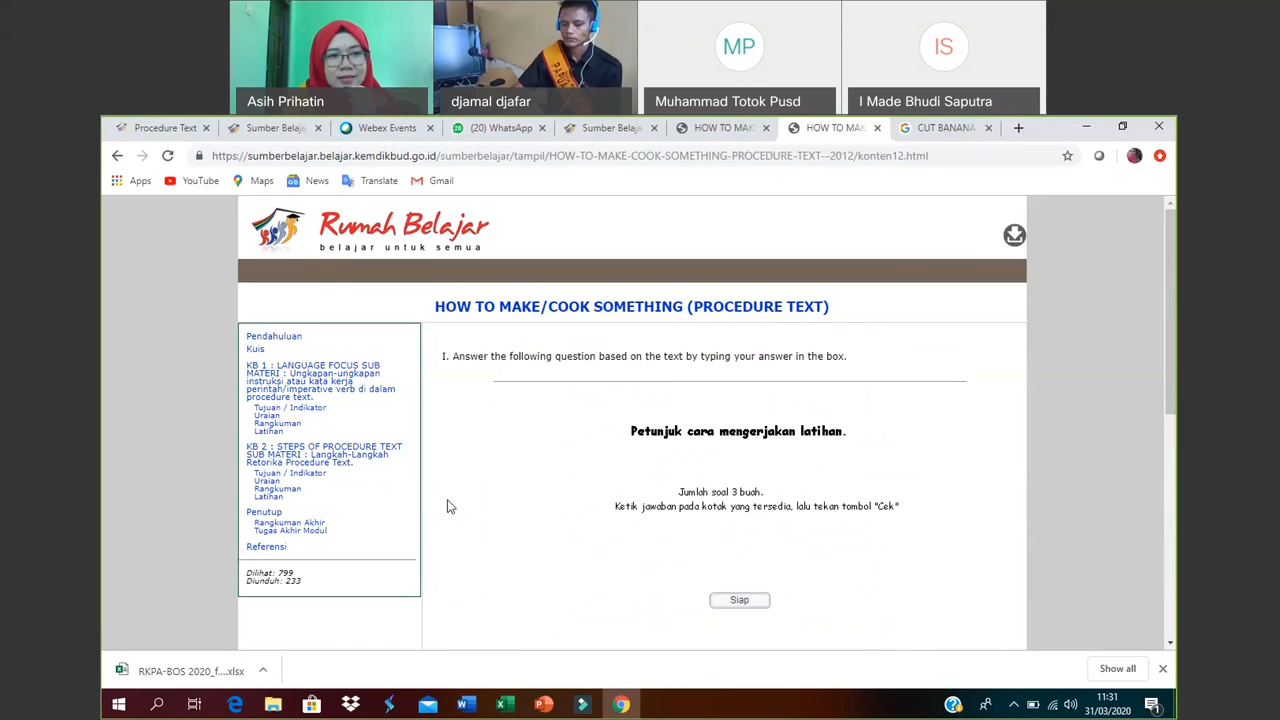 MP
IS
Asih Prihatin
djamal djafar
Muhammad Totok Pusd
I Made Bhudi Saputra
Procedure Text
Sumber Belaja
Webex Events
(20) WhatsApp
Sumber Belaja
HOW TO MAK
HOW TO MAK
CUT BANANA
https://sumberbelajar.belajar.kemdikbud.go.id/sumberbelajar/tampil/HOW-TO-MAKE-COOK-SOMETHING-PROCEDURE-TEXT--2012/konten12.html
Apps
YouTube
Maps
News
Translate
Gmail
Rumah Belajar
belajar untuk semua
HOW TO MAKE/COOK SOMETHING (PROCEDURE TEXT)
Pendahuluan
Kuis
KB 1 : LANGUAGE FOCUS SUB
MATERI : Ungkapan-ungkapan
instruksi atau kata kerja
perintah/imperative verb di dalam
procedure text.
Tujuan / Indikator
Uraian
Rangkuman
Latihan
KB 2 : STEPS OF PROCEDURE TEXT
SUB MATERI : Langkah-Langkah
Retorika Procedure Text.
Tujuan / Indikator
Uraian
Rangkuman
Latihan
Penutup
Rangkuman Akhir
Tugas Akhir Modul
Referensi
Dilihat: 799
Diunduh: 233
I. Answer the following question based on the text by typing your answer in the box.
Petunjuk cara mengerjakan latihan.
Jumlah soal 3 buah.
Ketik jawaban pada kotak yang tersedia, lalu tekan tombol "Cek"
Siap
RKPA-BOS 2020_f....xlsx
Show all
11:31
31/03/2020